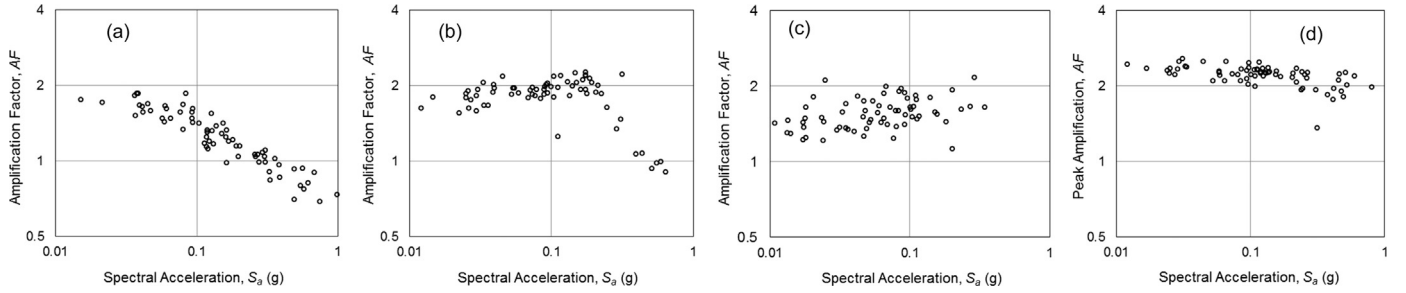 (a)
4
2
1
0.5
0.01
0.1
1
Amplification Factor, AF
Spectral Acceleration, Sa (g)
(b)
4
2
1
0.5
0.01
0.1
1
Amplification Factor, AF
Spectral Acceleration, Sa (g)
(c)
4
2
1
0.5
0.01
0.1
1
Amplification Factor, AF
Spectral Acceleration, Sa (g)
(d)
4
2
1
0.5
0.01
0.1
1
Peak Amplification, AF
Spectral Acceleration, Sa (g)